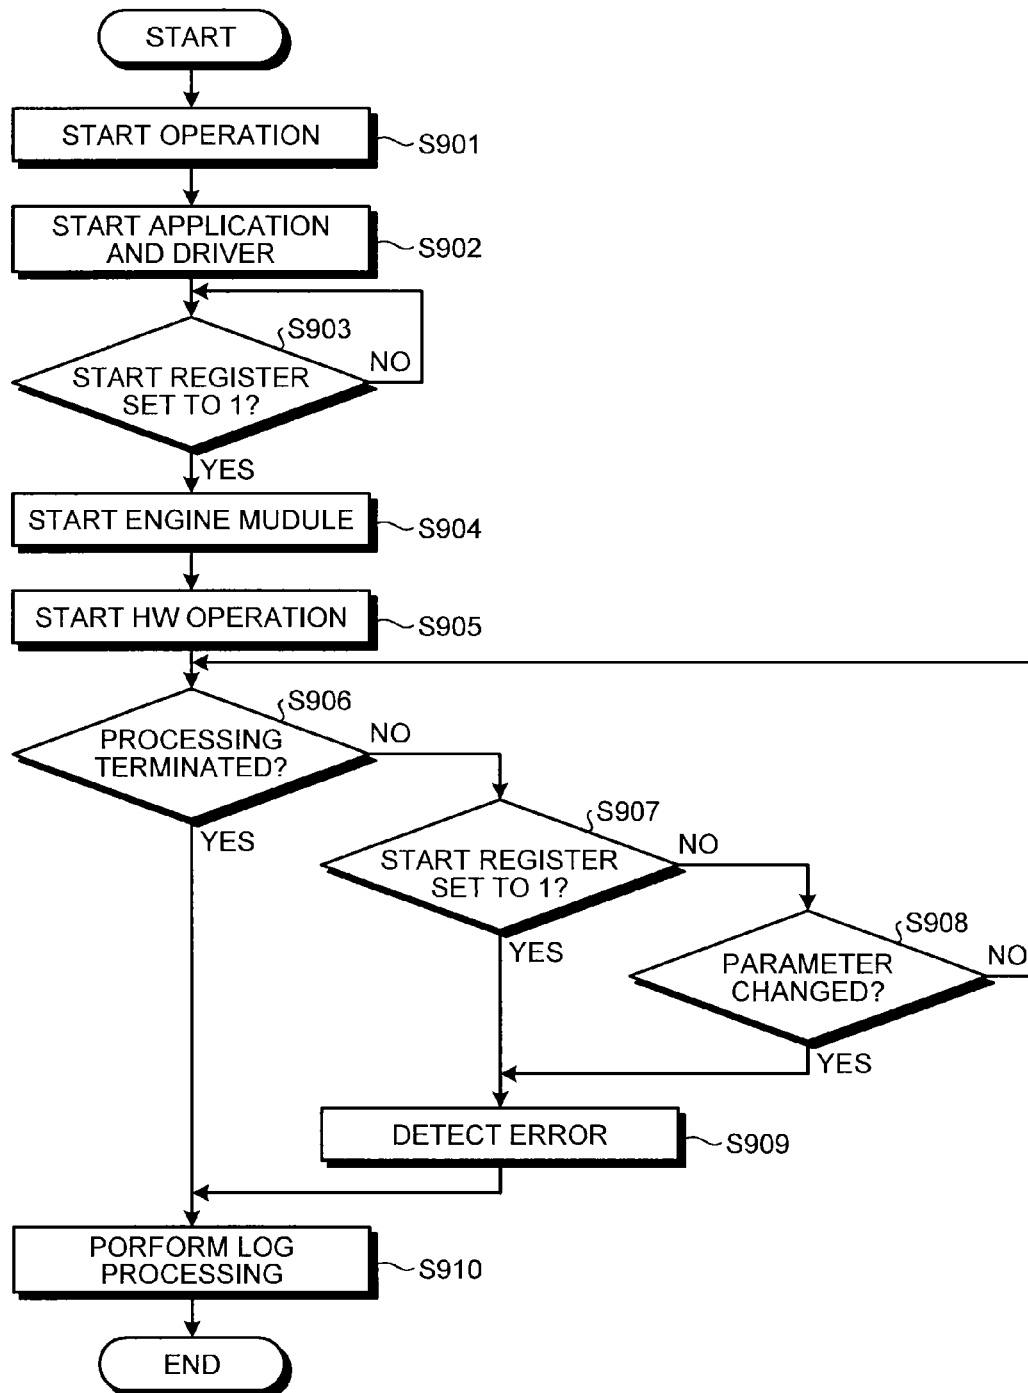 START
START OPERATION
S901
START APPLICATION
AND DRIVER
S902
S903
START REGISTER
SET TO 1?
NO
YES
START ENGINE MUDULE
S904
START HW OPERATION
S905
S906
PROCESSING
TERMINATED?
NO
YES
S907
START REGISTER
SET TO 1?
NO
YES
S908
PARAMETER
CHANGED?
NO
YES
DETECT ERROR
S909
PORFORM LOG
PROCESSING
S910
END